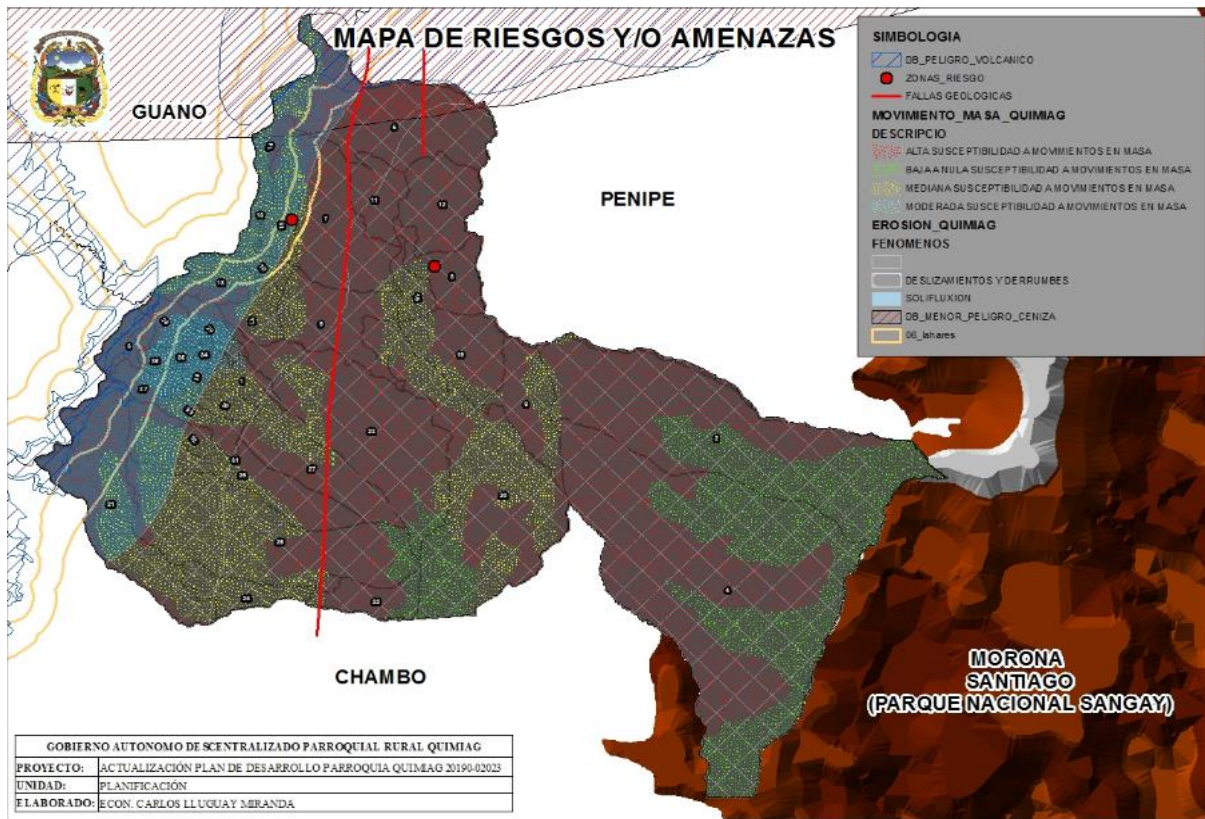 MAPA DE RIESGOS Y/O AMENAZAS
GUANO
PENIPE
CHAMBO
MORONA
SANTIAGO
(PARQUE NACIONAL SANGAY)
SIMBOLOGIA
DB_PELIGRO_VOLCANICO
ZONAS_RIESGO
FALLAS GEOLOGICAS
MOVIMIENTO_MASA_QUIMIAG
DESCRIPCIO
ALTA SUSCEPTIBILIDAD A MOVIMIENTOS EN MASA
BAJA A NULA SUSCEPTIBILIDAD A MOVIMIENTOS EN MASA
MEDIANA SUSCEPTIBILIDAD A MOVIMIENTOS EN MASA
MODERADA SUSCEPTIBILIDAD A MOVIMIENTOS EN MASA
EROSION_QUIMIAG
FENOMENOS
DESLIZAMIENTOS Y DERRUMBES
SOLIFLUXION
DB_MENOR_PELIGRO_CENIZA
06_lahares
GOBIERNO AUTONOMO DESCENTRALIZADO PARROQUIAL RURAL QUIMIAG
PROYECTO: ACTUALIZACIÓN PLAN DE DESARROLLO PARROQUIA QUIMIAG 20190-02023
UNIDAD: PLANIFICACIÓN
ELABORADO: ECON. CARLOS LLUGUAY MIRANDA